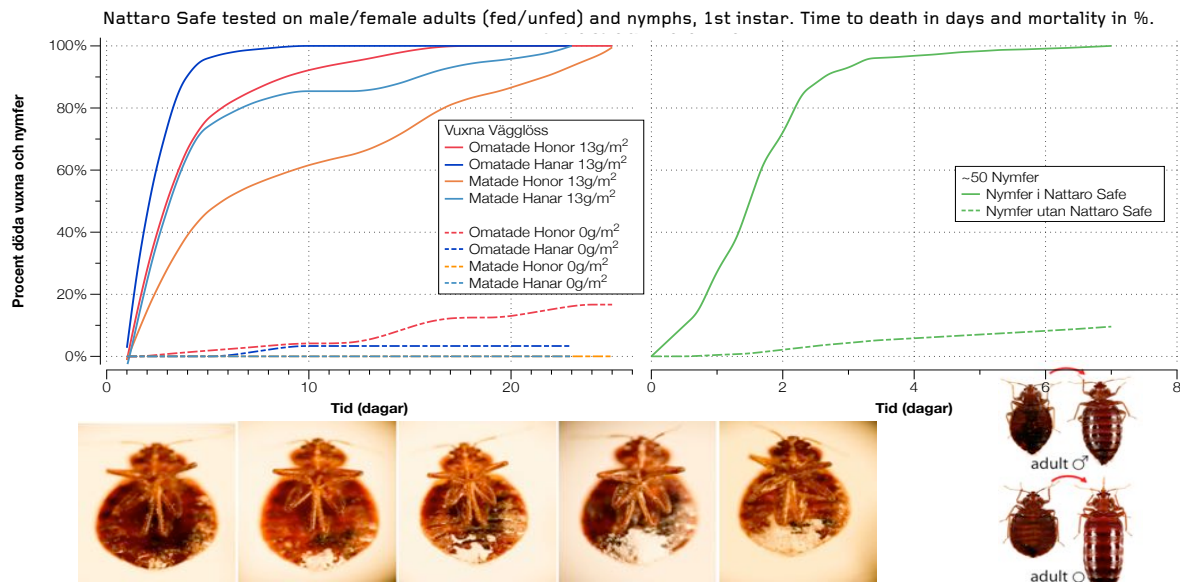 Nattaro Safe tested on male/female adults (fed/unfed) and nymphs, 1st instar. Time to death in days and mortality in %.
Procent döda vuxna och nymfer
100%
80%
60%
40%
20%
0%
0
10
20
Tid (dagar)
Vuxna Vägglöss
Omatade Honor 13g/m²
Omatade Hanar 13g/m²
Matade Honor 13g/m²
Matade Hanar 13g/m²
Omatade Honor 0g/m²
Omatade Hanar 0g/m²
Matade Honor 0g/m²
Matade Hanar 0g/m²
~50 Nymfer
Nymfer i Nattaro Safe
Nymfer utan Nattaro Safe
0
2
4
6
8
Tid (dagar)
adult ♂
adult